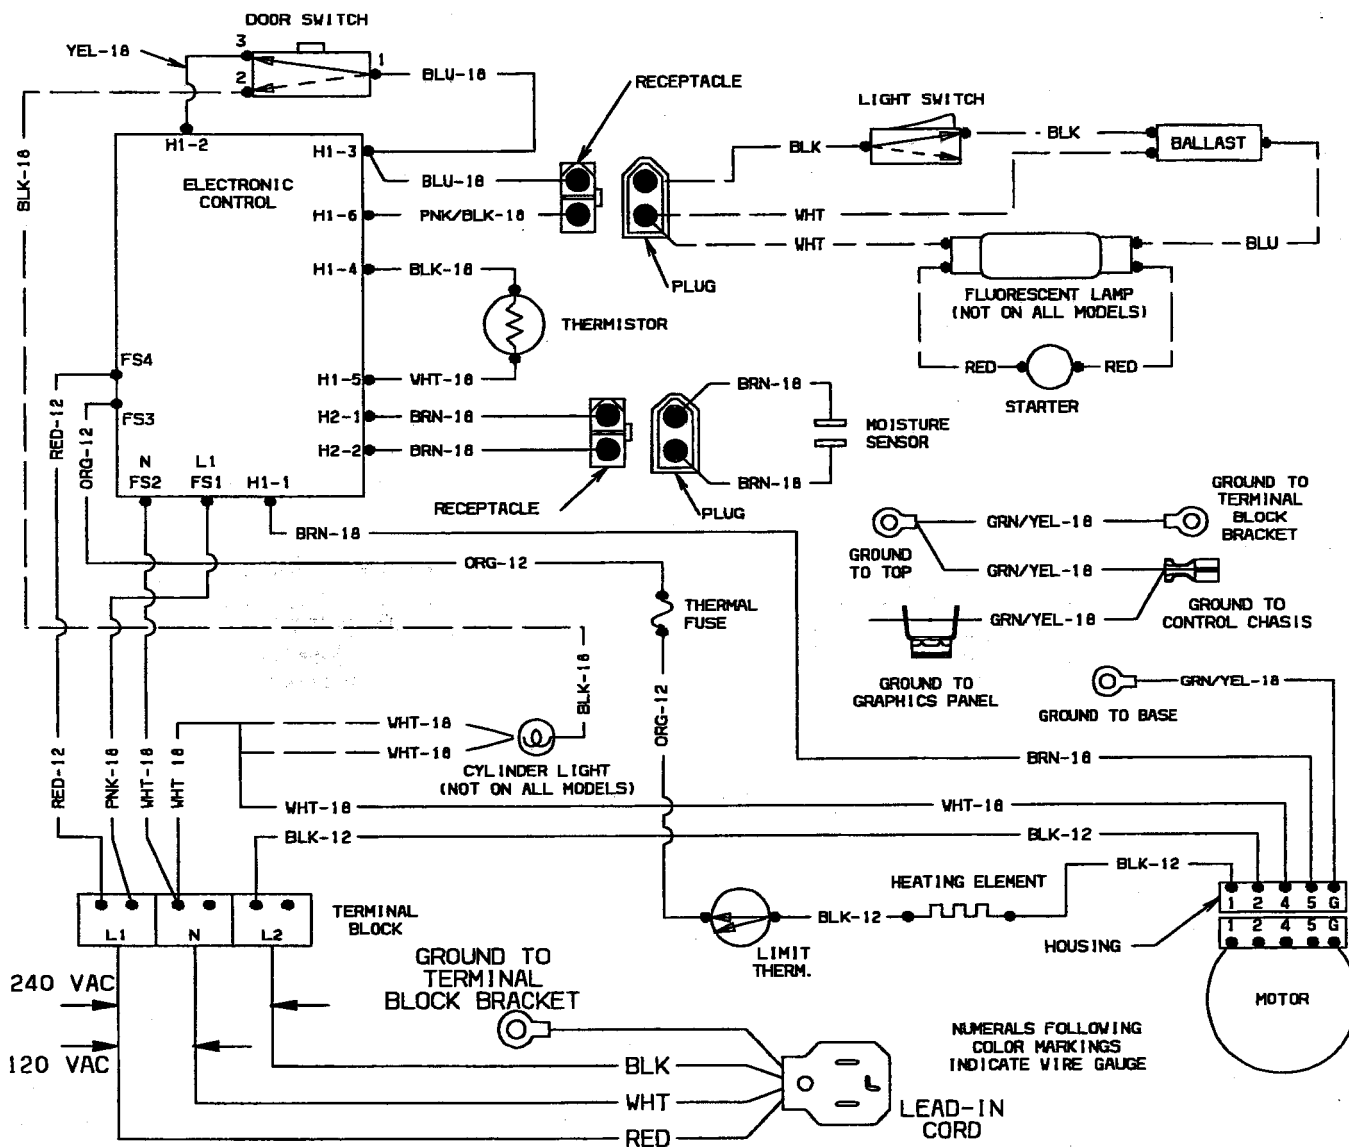 DOOR SWITCH
YEL-18
3
2
1
BLU-18
RECEPTACLE
LIGHT SWITCH
BLK
BLK
BALLAST
H1-2
H1-3
BLK-18
ELECTRONIC
CONTROL
BLU-18
H1-6
PNK/BLK-18
WHT
WHT
BLU
H1-4
BLK-18
PLUG
FLUORESCENT LAMP
(NOT ON ALL MODELS)
THERMISTOR
FS4
H1-5
WHT-18
RED
RED
STARTER
BRN-18
RED-12
FS3
ORG-12
H2-1
BRN-18
MOISTURE
SENSOR
H2-2
BRN-18
N
FS2
L1
FS1
H1-1
BRN-18
RECEPTACLE
PLUG
GROUND TO
TERMINAL
BLOCK
BRACKET
GRN/YEL-18
BRN-18
ORG-12
GROUND
TO TOP
GRN/YEL-18
THERMAL
FUSE
GRN/YEL-18
GROUND TO
CONTROL CHASIS
GROUND TO
GRAPHICS PANEL
GRN/YEL-18
GROUND TO BASE
BLK-18
ORG-12
WHT-18
WHT-18
RED-12
PNK-18
WHT-18
WHT 18
CYLINDER LIGHT
(NOT ON ALL MODELS)
BRN-18
WHT-18
WHT-18
BLK-12
BLK-12
BLK-12
HEATING ELEMENT
BLK-12
TERMINAL
BLOCK
L1
N
L2
LIMIT
THERM.
1 2 4 5 G
1 2 4 5 G
HOUSING
MOTOR
240 VAC
GROUND TO
TERMINAL
BLOCK BRACKET
120 VAC
NUMERALS FOLLOWING
COLOR MARKINGS
INDICATE WIRE GAUGE
BLK
WHT
RED
LEAD-IN
CORD